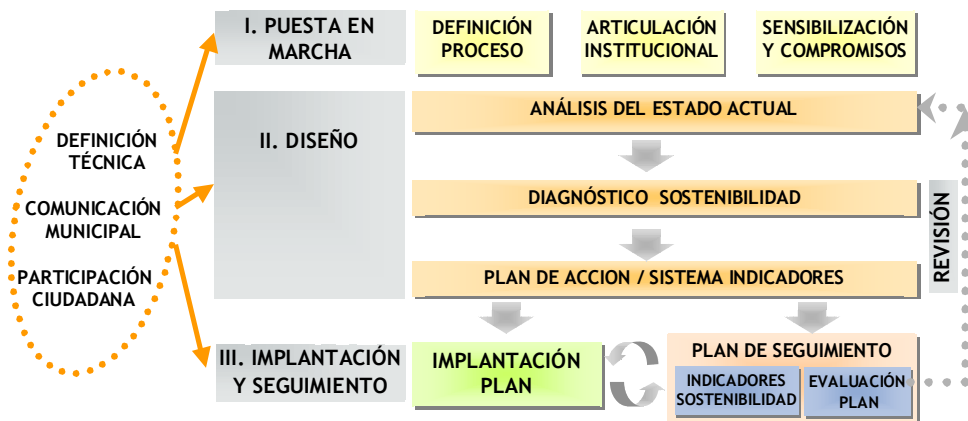 I. PUESTA EN
MARCHA
DEFINICIÓN
PROCESO
ARTICULACIÓN
INSTITUCIONAL
SENSIBILIZACIÓN
Y COMPROMISOS
DEFINICIÓN
TÉCNICA
COMUNICACIÓN
MUNICIPAL
PARTICIPACIÓN
CIUDADANA
II. DISEÑO
ANÁLISIS DEL ESTADO ACTUAL
DIAGNÓSTICO SOSTENIBILIDAD
PLAN DE ACCION / SISTEMA INDICADORES
REVISIÓN
III. IMPLANTACIÓN
Y SEGUIMIENTO
IMPLANTACIÓN
PLAN
PLAN DE SEGUIMIENTO
INDICADORES
SOSTENIBILIDAD
EVALUACIÓN
PLAN